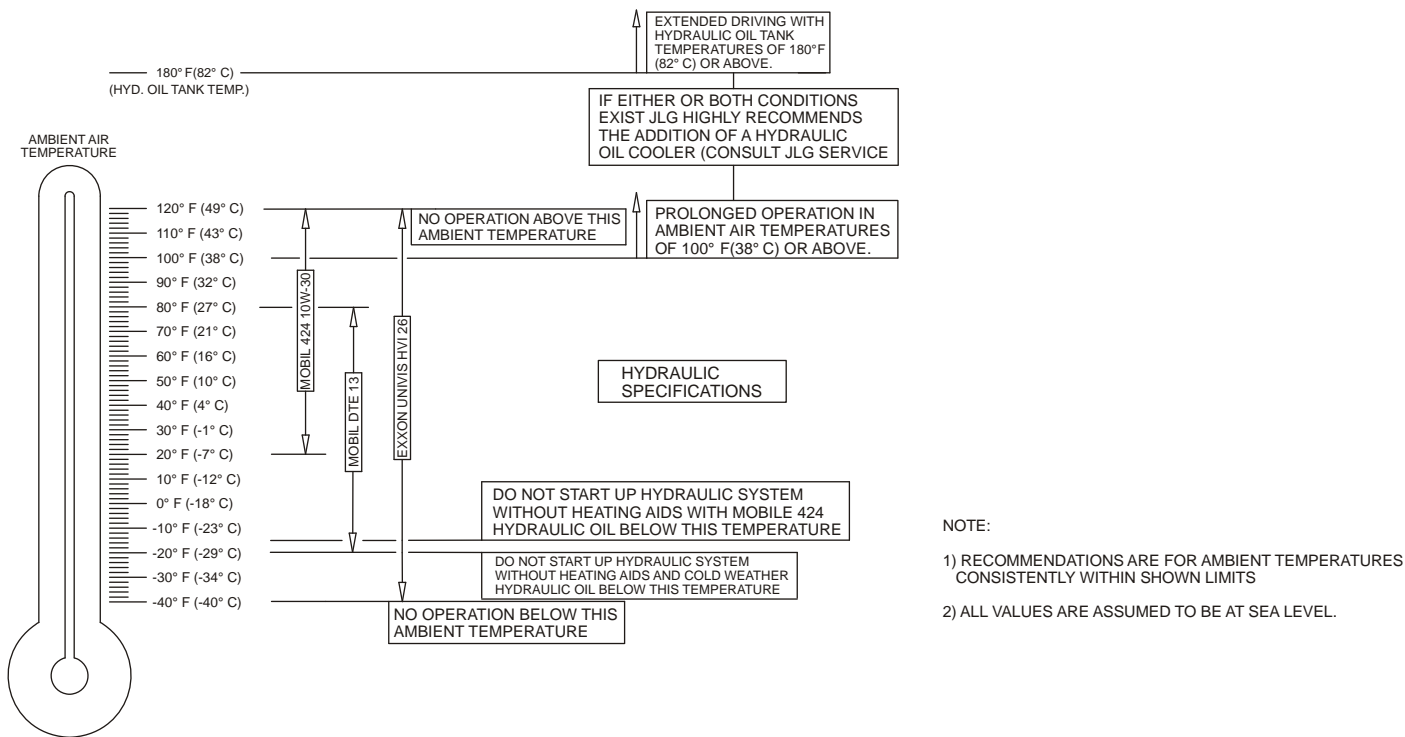 EXTENDED DRIVING WITH
HYDRAULIC OIL TANK
TEMPERATURES OF 180°F
(82° C) OR ABOVE.
180° F(82° C)
(HYD. OIL TANK TEMP.)
IF EITHER OR BOTH CONDITIONS
EXIST JLG HIGHLY RECOMMENDS
THE ADDITION OF A HYDRAULIC
OIL COOLER (CONSULT JLG SERVICE
AMBIENT AIR
TEMPERATURE
120° F (49° C)
110° F (43° C)
100° F (38° C)
90° F (32° C)
80° F (27° C)
70° F (21° C)
60° F (16° C)
50° F (10° C)
40° F (4° C)
30° F (-1° C)
20° F (-7° C)
10° F (-12° C)
0° F (-18° C)
-10° F (-23° C)
-20° F (-29° C)
-30° F (-34° C)
-40° F (-40° C)
MOBIL 424 10W-30
MOBIL DTE 13
EXXON UNIVIS HVI 26
NO OPERATION ABOVE THIS
AMBIENT TEMPERATURE
PROLONGED OPERATION IN
AMBIENT AIR TEMPERATURES
OF 100° F(38° C) OR ABOVE.
HYDRAULIC
SPECIFICATIONS
DO NOT START UP HYDRAULIC SYSTEM
WITHOUT HEATING AIDS WITH MOBILE 424
HYDRAULIC OIL BELOW THIS TEMPERATURE
DO NOT START UP HYDRAULIC SYSTEM
WITHOUT HEATING AIDS AND COLD WEATHER
HYDRAULIC OIL BELOW THIS TEMPERATURE
NO OPERATION BELOW THIS
AMBIENT TEMPERATURE
NOTE:
1) RECOMMENDATIONS ARE FOR AMBIENT TEMPERATURES
CONSISTENTLY WITHIN SHOWN LIMITS
2) ALL VALUES ARE ASSUMED TO BE AT SEA LEVEL.